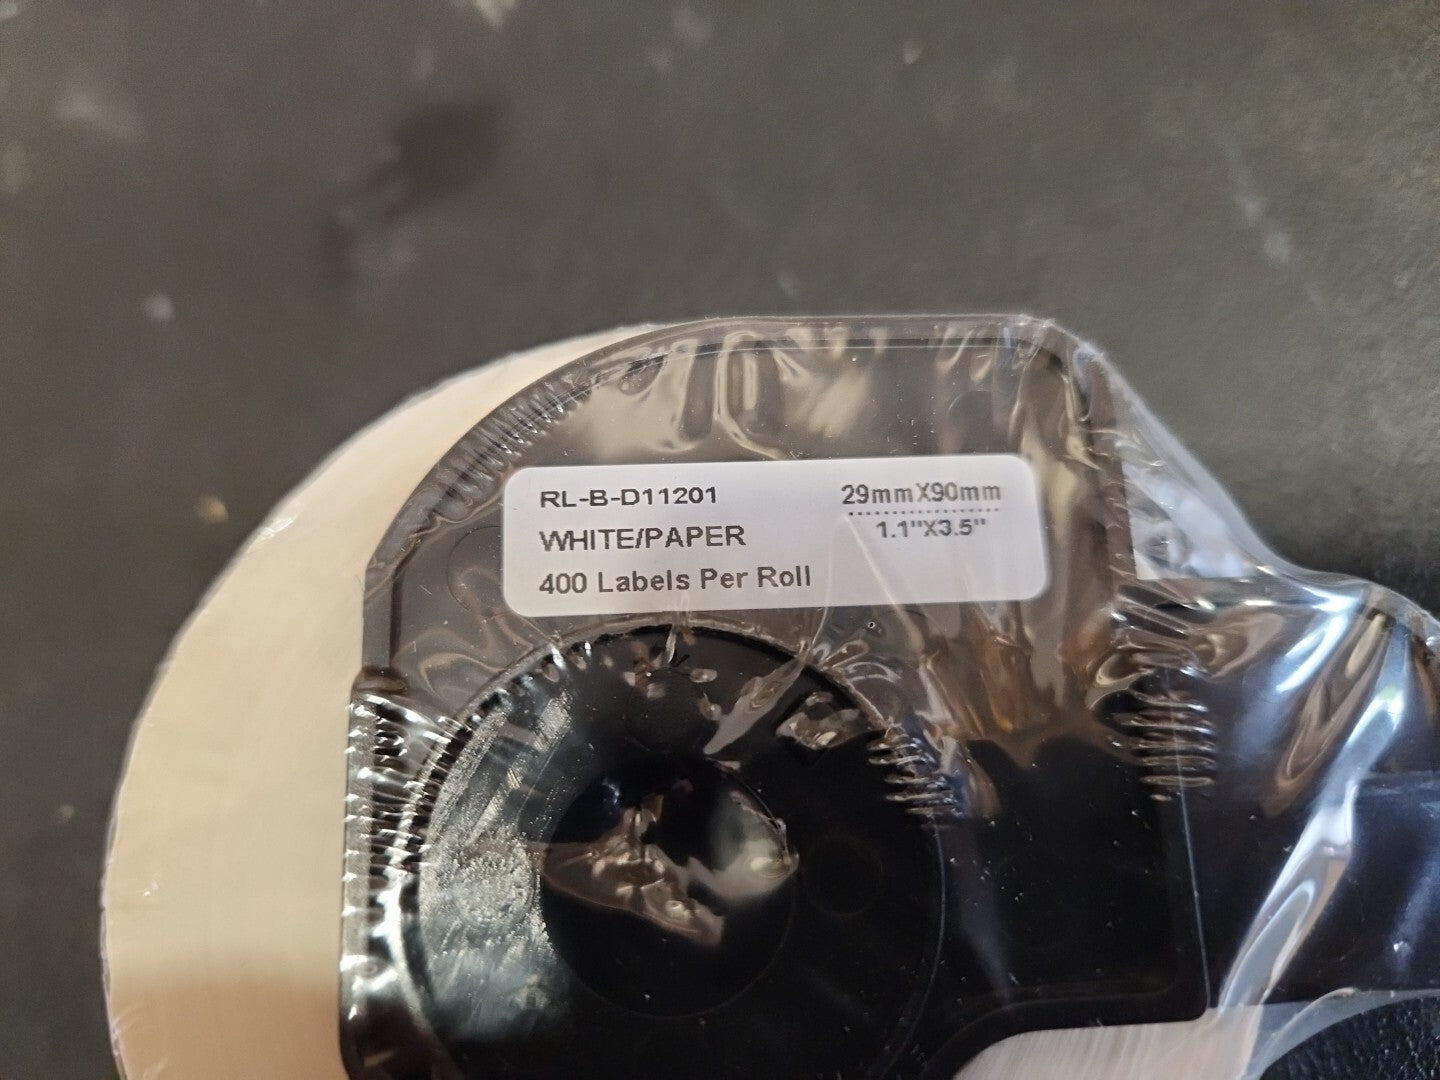 RL-B-D11201
WHITE/PAPER
400 Labels Per Roll
29mmX90mm
1.1"X3.5"